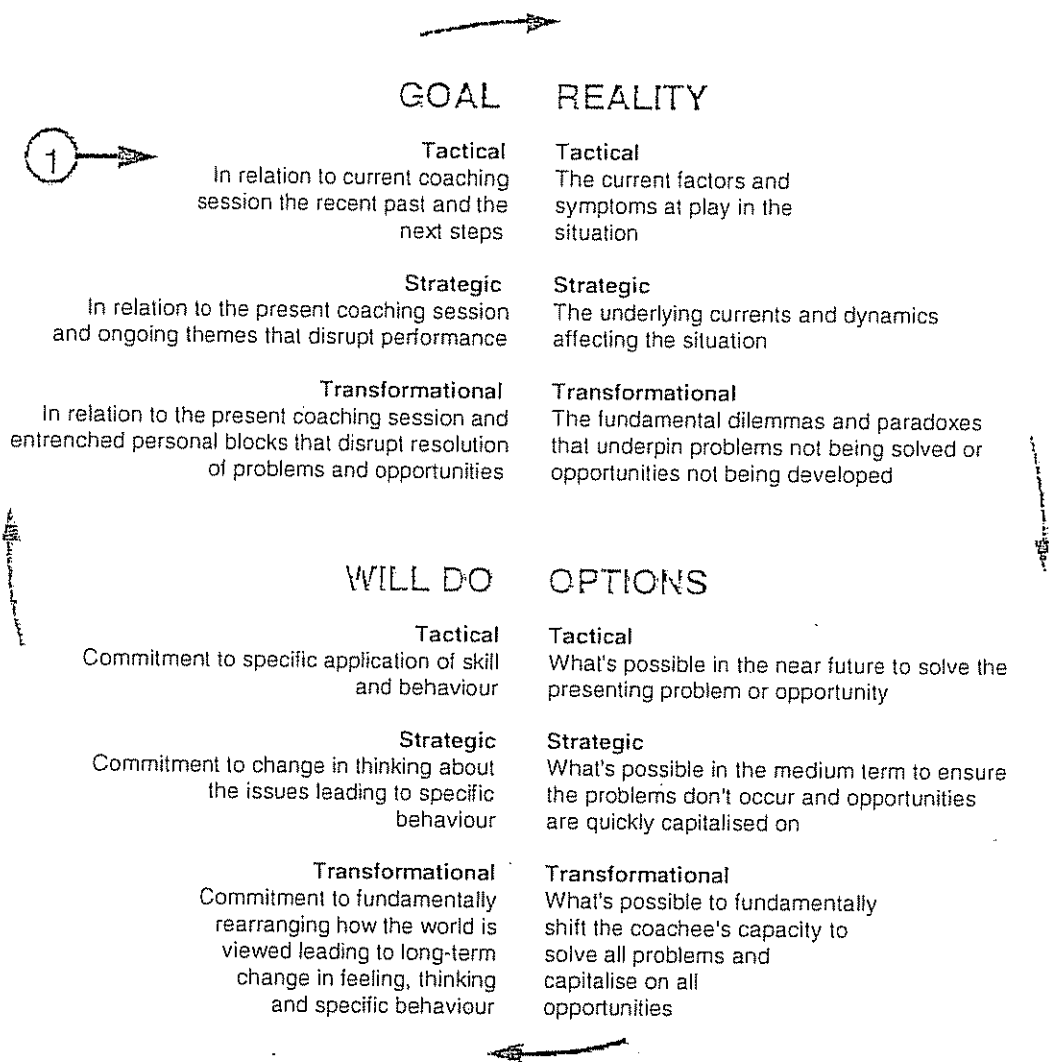 GOAL
1
Tactical
In relation to current coaching
session the recent past and the
next steps
Strategic
In relation to the present coaching session
and ongoing themes that disrupt performance
Transformational
In relation to the present coaching session and
entrenched personal blocks that disrupt resolution
of problems and opportunities
REALITY
Tactical
The current factors and
symptoms at play in the
situation
Strategic
The underlying currents and dynamics
affecting the situation
Transformational
The fundamental dilemmas and paradoxes
that underpin problems not being solved or
opportunities not being developed
WILL DO
Tactical
Commitment to specific application of skill
and behaviour
Strategic
Commitment to change in thinking about
the issues leading to specific
behaviour
Transformational
Commitment to fundamentally
rearranging how the world is
viewed leading to long-term
change in feeling, thinking
and specific behaviour
OPTIONS
Tactical
What's possible in the near future to solve the
presenting problem or opportunity
Strategic
What's possible in the medium term to ensure
the problems don't occur and opportunities
are quickly capitalised on
Transformational
What's possible to fundamentally
shift the coachee's capacity to
solve all problems and
capitalise on all
opportunities